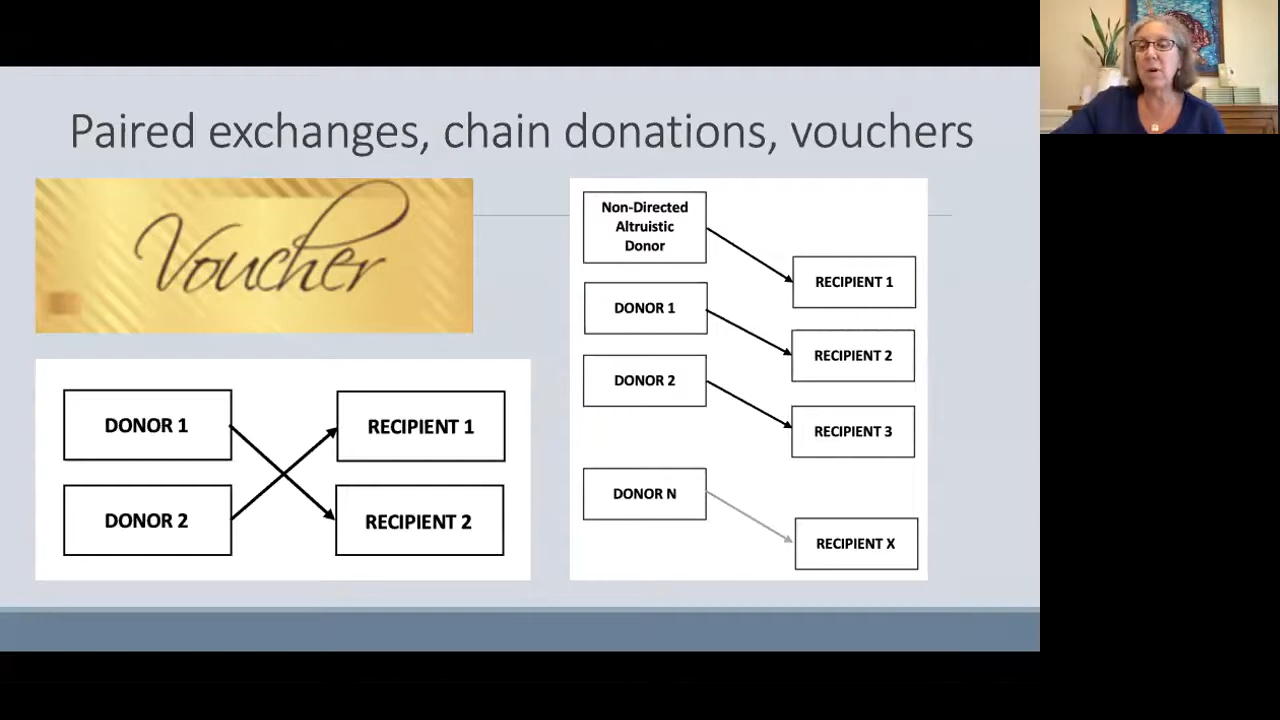 Paired exchanges, chain donations, vouchers
Voucher
DONOR 1
RECIPIENT 1
DONOR 2
RECIPIENT 2
Non-Directed
Altruistic
Donor
RECIPIENT 1
DONOR 1
RECIPIENT 2
DONOR 2
RECIPIENT 3
DONOR N
RECIPIENT X